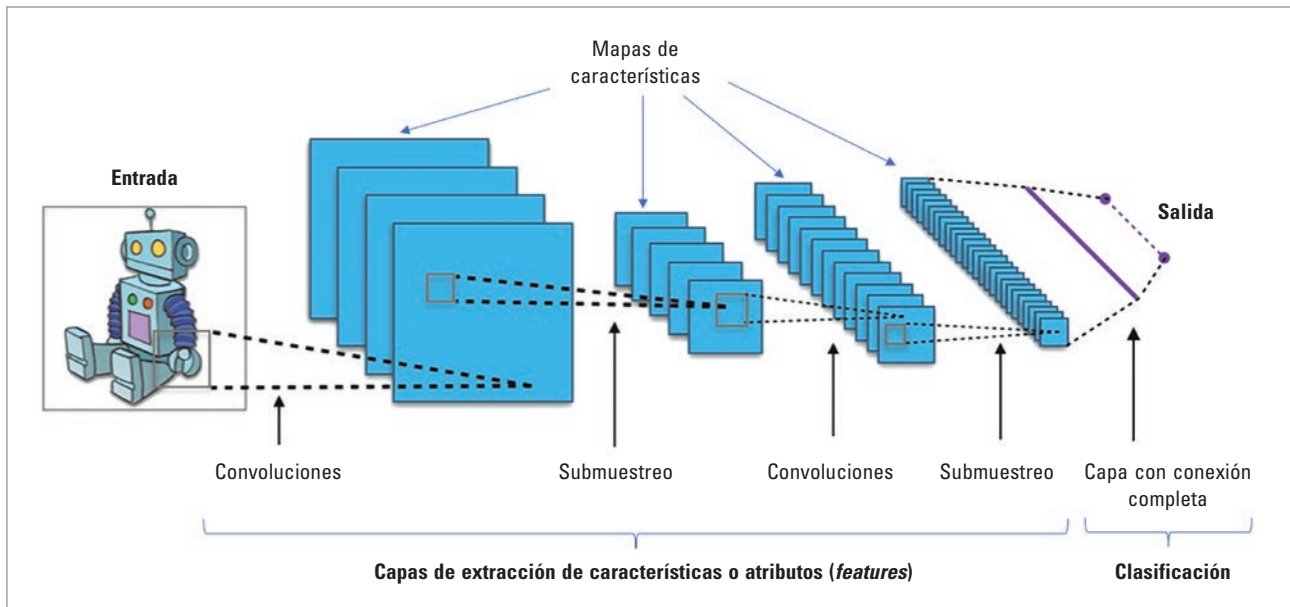 Mapas de
características
Entrada
Salida
Convoluciones
Submuestreo
Convoluciones
Submuestreo
Capa con conexión
completa
Capas de extracción de características o atributos (features)
Clasificación